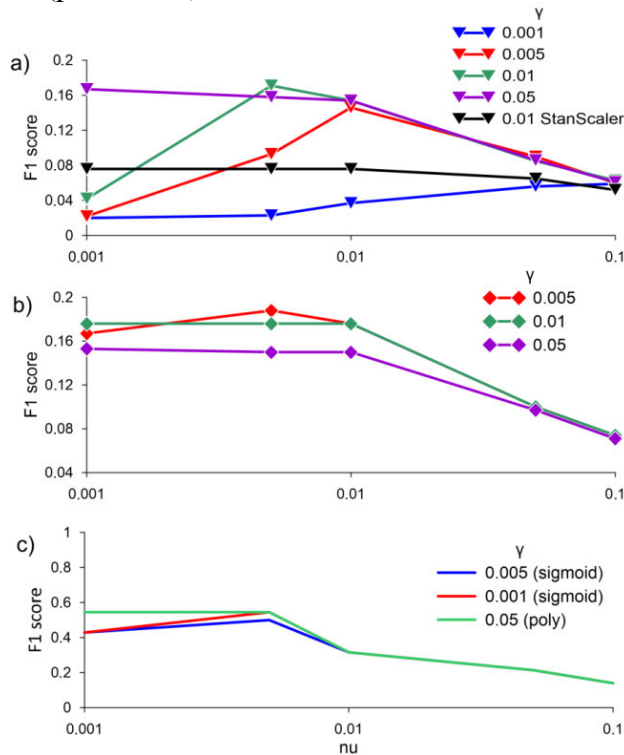 a)
γ
0.001
0.005
0.01
0.05
0.01 StanScaler
F1 score
0.2
0.16
0.12
0.08
0.04
0
0.001 0.01 0.1
b)
γ
0.005
0.01
0.05
F1 score
0.2
0.16
0.12
0.08
0.04
0.001 0.01 0.1
c)
γ
0.005 (sigmoid)
0.001 (sigmoid)
0.05 (poly)
F1 score
1
0.8
0.6
0.4
0.2
0
0.001 0.01 0.1
nu